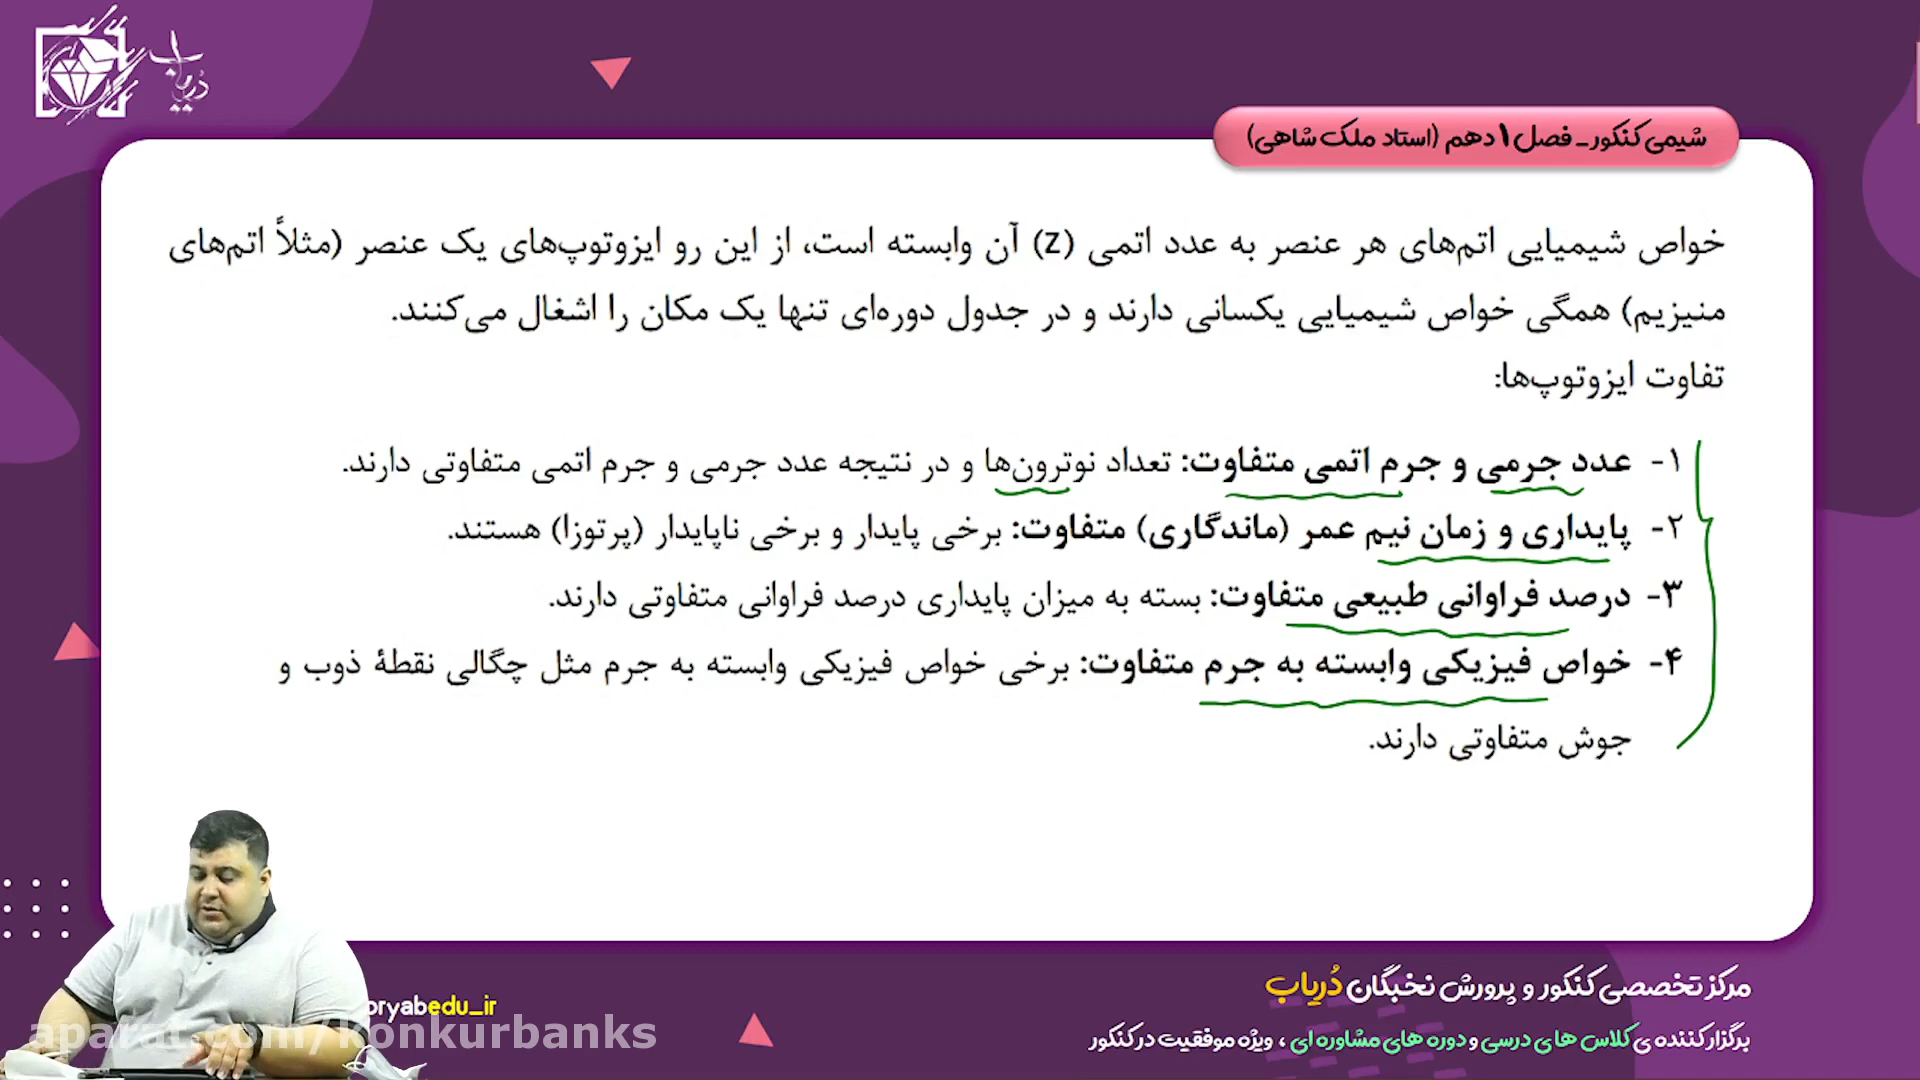 دریاب
شیمی کنکور - فصل ۱ دهم (استاد ملک شاهی)
خواص شیمیایی اتم‌های هر عنصر به عدد اتمی (Z) آن وابسته است، از این رو ایزوتوپ‌های یک عنصر (مثلاً اتم‌های
منیزیم) همگی خواص شیمیایی یکسانی دارند و در جدول دوره‌ای تنها یک مکان را اشغال می‌کنند.
تفاوت ایزوتوپ‌ها:
۱- عدد جرمی و جرم اتمی متفاوت: تعداد نوترون‌ها و در نتیجه عدد جرمی و جرم اتمی متفاوتی دارند.
۲- پایداری و زمان نیم عمر (ماندگاری) متفاوت: برخی پایدار و برخی ناپایدار (پرتوزا) هستند.
۳- درصد فراوانی طبیعی متفاوت: بسته به میزان پایداری درصد فراوانی متفاوتی دارند.
۴- خواص فیزیکی وابسته به جرم متفاوت: برخی خواص فیزیکی وابسته به جرم مثل چگالی نقطهٔ ذوب و
جوش متفاوتی دارند.
مرکز تخصصی کنکور و پرورش نخبگان دُریاب
برگزار کننده ی کلاس های درسی و دوره های مشاوره ای ، ویژه موفقیت در کنکور
oryabedu_ir
aparat.com/konkurbanks